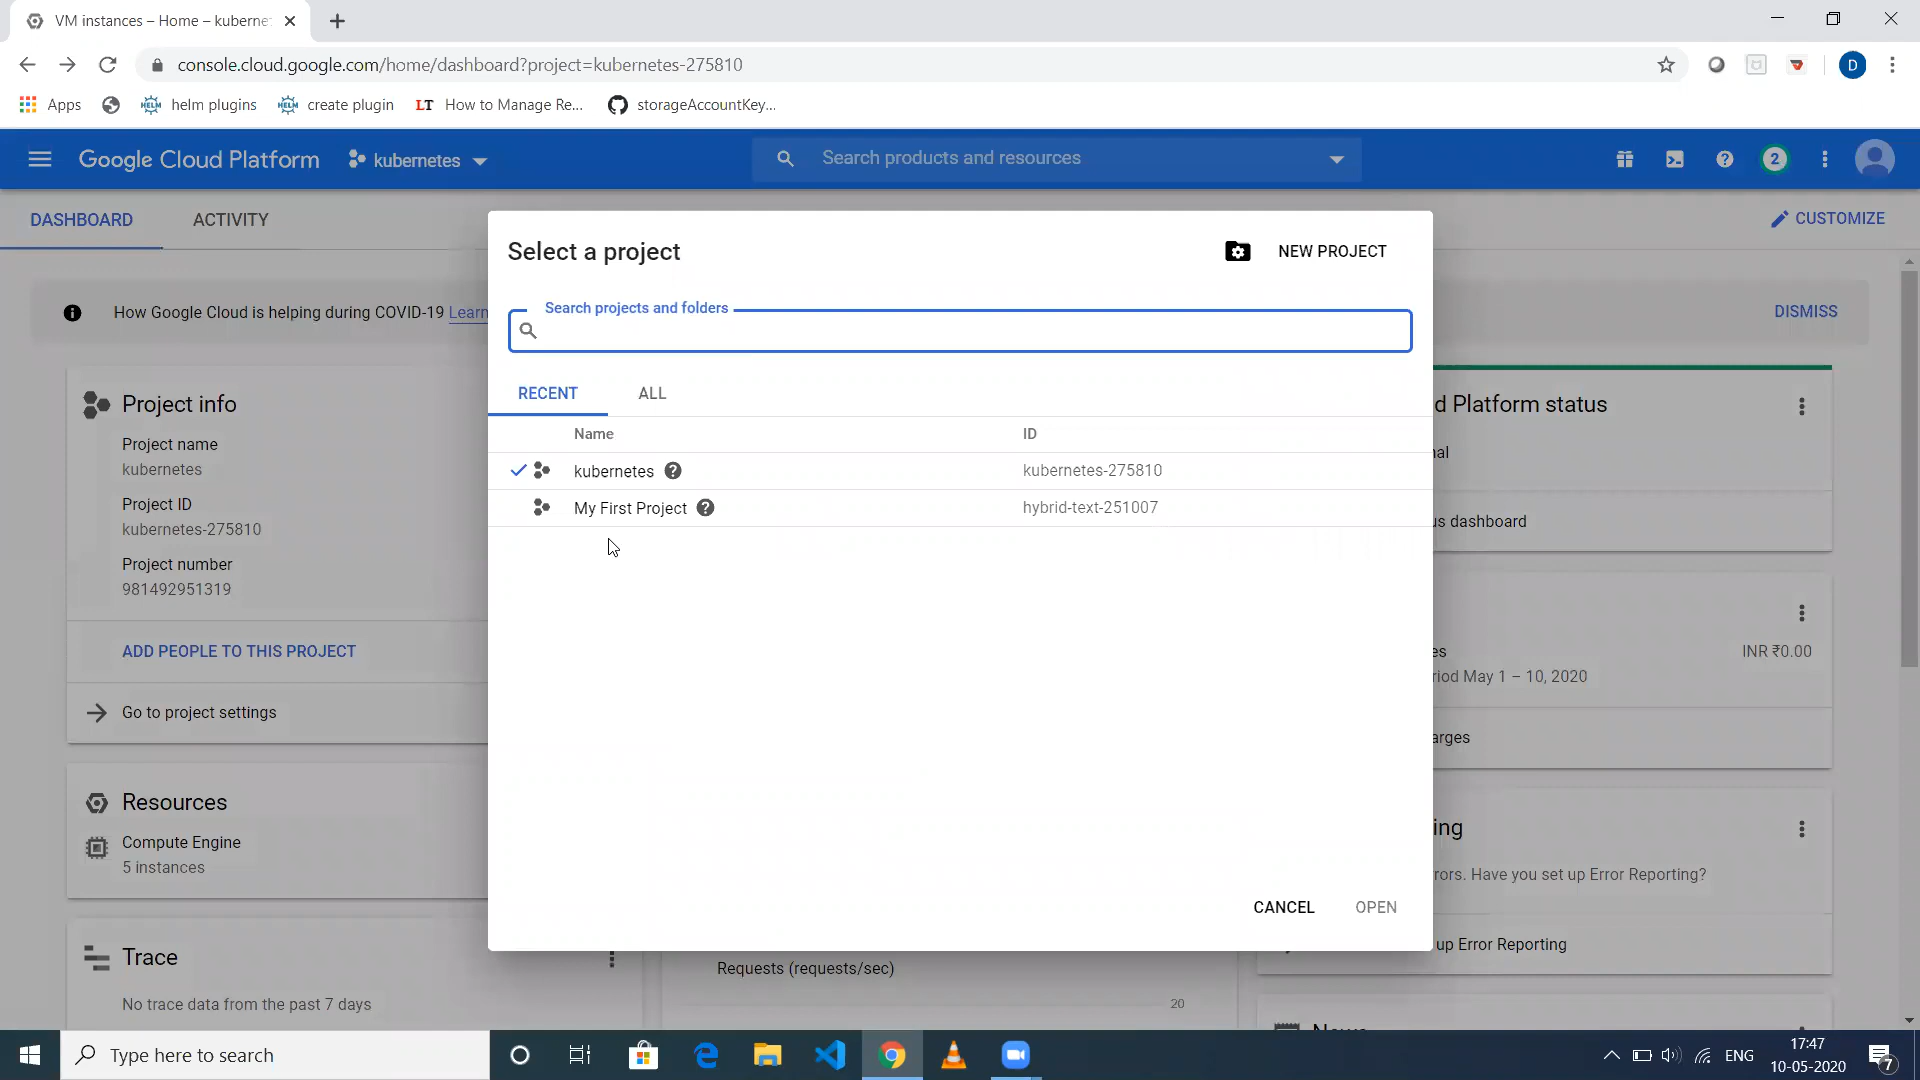 VM instances – Home – kuberne
console.cloud.google.com/home/dashboard?project=kubernetes-275810
D
Apps
HELM helm plugins
HELM create plugin
LT How to Manage Re...
storageAccountKey...
Google Cloud Platform
kubernetes
Search products and resources
2
DASHBOARD
ACTIVITY
CUSTOMIZE
How Google Cloud is helping during COVID-19 Learn
DISMISS
Select a project
NEW PROJECT
Search projects and folders
RECENT
ALL
Name
ID
kubernetes
kubernetes-275810
My First Project
hybrid-text-251007
CANCEL
OPEN
Project info
Project name
kubernetes
Project ID
kubernetes-275810
Project number
981492951319
ADD PEOPLE TO THIS PROJECT
Go to project settings
Resources
Compute Engine
5 instances
Trace
No trace data from the past 7 days
Requests (requests/sec)
20
d Platform status
nal
us dashboard
es
INR ₹0.00
riod May 1 – 10, 2020
arges
ing
rors. Have you set up Error Reporting?
up Error Reporting
Type here to search
ENG
17:47
10-05-2020
7